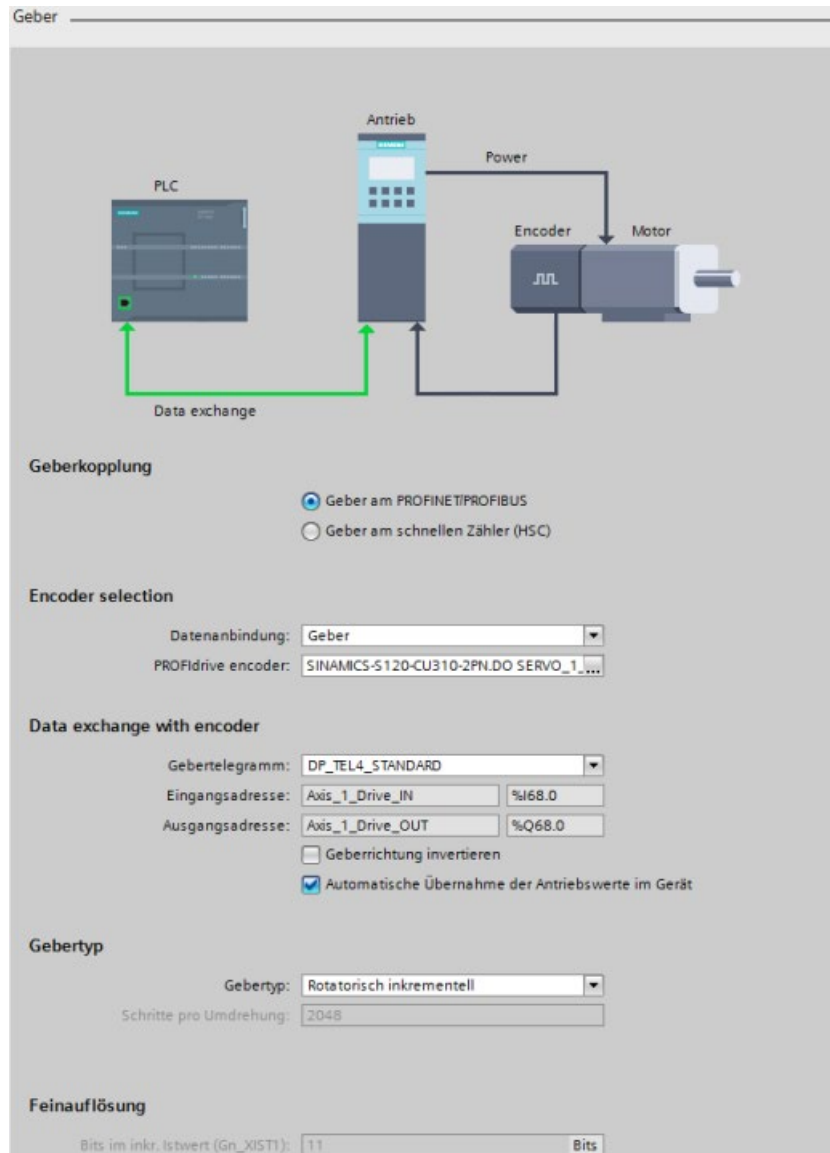 Geber
Antrieb
Power
PLC
SIEMENS
Encoder
Motor
Data exchange
Geberkopplung
Geber am PROFINET/PROFIBUS
Geber am schnellen Zähler (HSC)
Encoder selection
Datenanbindung: Geber
PROFIdrive encoder: SINAMICS-S120-CU310-2PN.DO SERVO_1_ ...
Data exchange with encoder
Gebertelegramm: DP_TEL4_STANDARD
Eingangsadresse: Axis_1_Drive_IN %I68.0
Ausgangsadresse: Axis_1_Drive_OUT %Q68.0
Geberrichtung invertieren
Automatische Übernahme der Antriebswerte im Gerät
Gebertyp
Gebertyp: Rotatorisch inkrementell
Schritte pro Umdrehung: 2048
Feinauflösung
Bits im inkr. Istwert (Gn_XIST1): 11 Bits